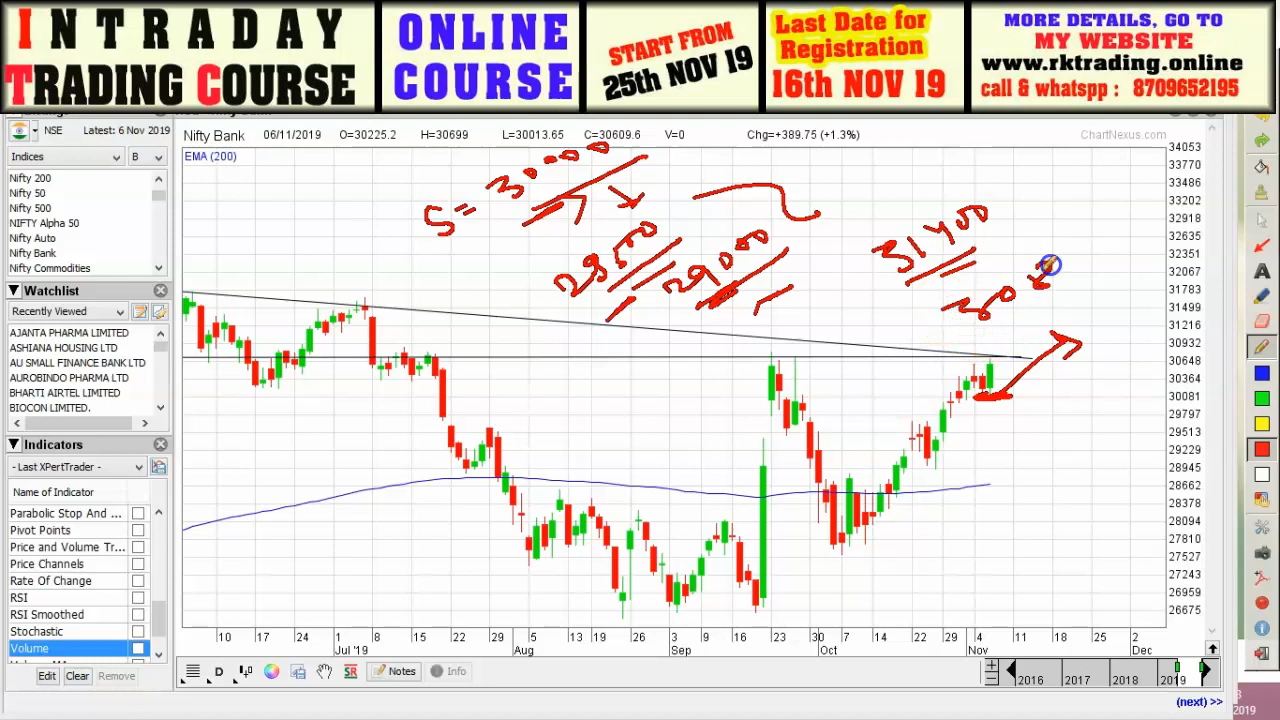 INTRADAY
TRADING COURSE
ONLINE
COURSE
START FROM
25th NOV 19
Last Date for
Registration
16th NOV 19
MORE DETAILS, GO TO
MY WEBSITE
www.rktrading.online
call & whatspp : 8709652195
NSE Latest: 6 Nov 2019
Indices B
Nifty 200
Nifty 50
Nifty 500
NIFTY Alpha 50
Nifty Auto
Nifty Bank
Nifty Commodities
Watchlist
Recently Viewed
AJANTA PHARMA LIMITED
ASHIANA HOUSING LTD
AU SMALL FINANCE BANK LTD
AUROBINDO PHARMA LTD
BHARTI AIRTEL LIMITED
BIOCON LIMITED.
Indicators
- Last XPertTrader -
Name of Indicator
Parabolic Stop And ...
Pivot Points
Price and Volume Tr...
Price Channels
Rate Of Change
RSI
RSI Smoothed
Stochastic
Volume
Edit Clear Remove
Nifty Bank 06/11/2019 O=30225.2 H=30699 L=30013.65 C=30609.6 V=0 Chg=+389.75 (+1.3%) ChartNexus.com
EMA (200)
S= 30000
29500
29000
31400
34053
33770
33486
33202
32918
32635
32351
32067
31783
31499
31216
30932
30648
30364
30081
29797
29513
29229
28945
28662
28378
28094
27810
27527
27243
26959
26675
10 17 24 1 8 15 22 29 5 13 19 26 3 9 16 23 30 7 14 22 29 4 11 18 25 2
Jul '19 Aug Sep Oct Nov Dec
D SR Notes Info
2016 2017 2018 2019
(next) >>
2019